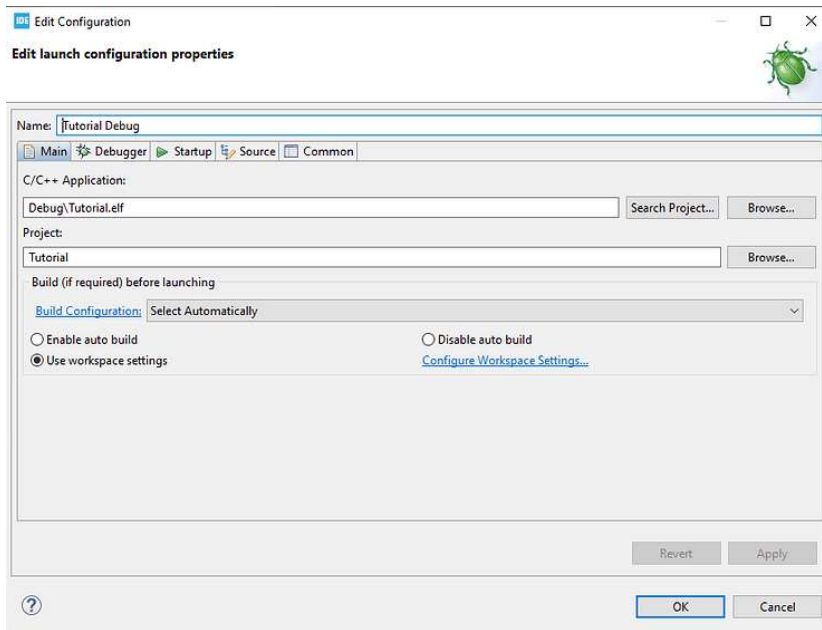 IDE Edit Configuration
Edit launch configuration properties
Name: Tutorial Debug
Main Debugger Startup Source Common
C/C++ Application:
Debug\Tutorial.elf Search Project... Browse...
Project:
Tutorial Browse...
Build (if required) before launching
Build Configuration: Select Automatically
Enable auto build Disable auto build
Use workspace settings Configure Workspace Settings...
Revert Apply
? OK Cancel